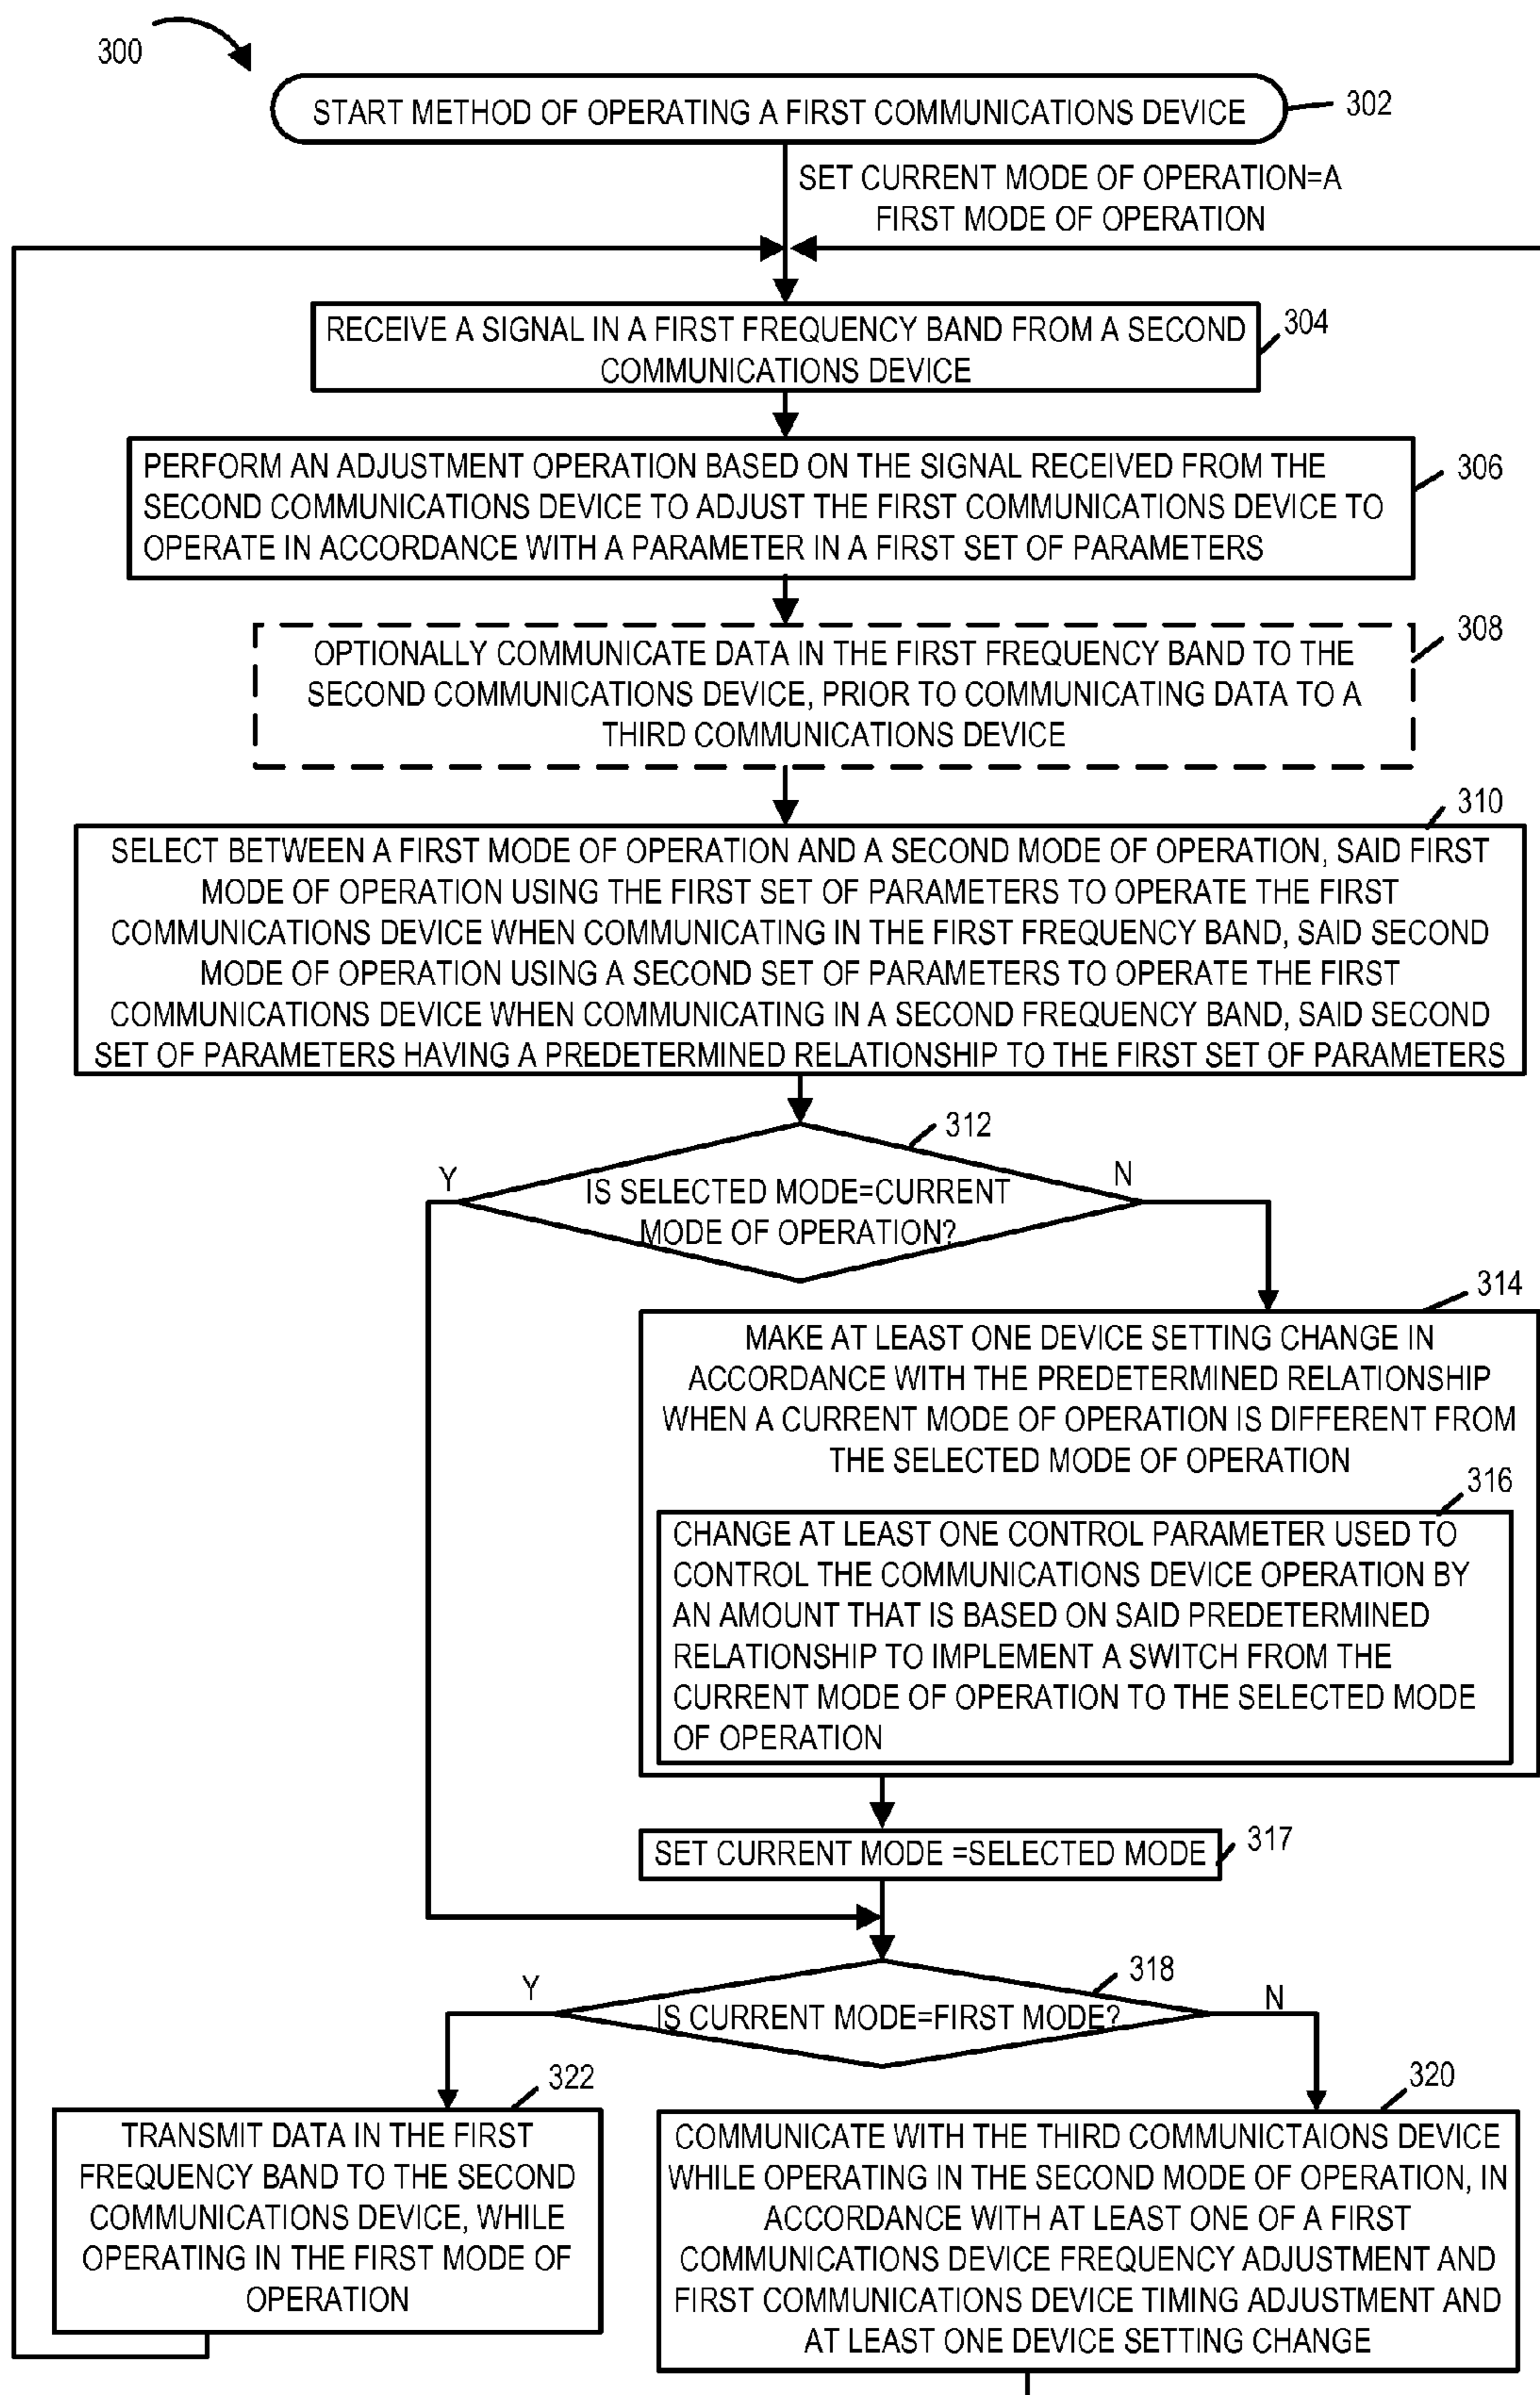 300
START METHOD OF OPERATING A FIRST COMMUNICATIONS DEVICE
302
SET CURRENT MODE OF OPERATION=A
FIRST MODE OF OPERATION
RECEIVE A SIGNAL IN A FIRST FREQUENCY BAND FROM A SECOND
COMMUNICATIONS DEVICE
304
PERFORM AN ADJUSTMENT OPERATION BASED ON THE SIGNAL RECEIVED FROM THE
SECOND COMMUNICATIONS DEVICE TO ADJUST THE FIRST COMMUNICATIONS DEVICE TO
OPERATE IN ACCORDANCE WITH A PARAMETER IN A FIRST SET OF PARAMETERS
306
OPTIONALLY COMMUNICATE DATA IN THE FIRST FREQUENCY BAND TO THE
SECOND COMMUNICATIONS DEVICE, PRIOR TO COMMUNICATING DATA TO A
THIRD COMMUNICATIONS DEVICE
308
310
SELECT BETWEEN A FIRST MODE OF OPERATION AND A SECOND MODE OF OPERATION, SAID FIRST
MODE OF OPERATION USING THE FIRST SET OF PARAMETERS TO OPERATE THE FIRST
COMMUNICATIONS DEVICE WHEN COMMUNICATING IN THE FIRST FREQUENCY BAND, SAID SECOND
MODE OF OPERATION USING A SECOND SET OF PARAMETERS TO OPERATE THE FIRST
COMMUNICATIONS DEVICE WHEN COMMUNICATING IN A SECOND FREQUENCY BAND, SAID SECOND
SET OF PARAMETERS HAVING A PREDETERMINED RELATIONSHIP TO THE FIRST SET OF PARAMETERS
312
Y
N
IS SELECTED MODE=CURRENT
MODE OF OPERATION?
314
MAKE AT LEAST ONE DEVICE SETTING CHANGE IN
ACCORDANCE WITH THE PREDETERMINED RELATIONSHIP
WHEN A CURRENT MODE OF OPERATION IS DIFFERENT FROM
THE SELECTED MODE OF OPERATION
316
CHANGE AT LEAST ONE CONTROL PARAMETER USED TO
CONTROL THE COMMUNICATIONS DEVICE OPERATION BY
AN AMOUNT THAT IS BASED ON SAID PREDETERMINED
RELATIONSHIP TO IMPLEMENT A SWITCH FROM THE
CURRENT MODE OF OPERATION TO THE SELECTED MODE
OF OPERATION
SET CURRENT MODE =SELECTED MODE
317
318
Y
N
IS CURRENT MODE=FIRST MODE?
322
TRANSMIT DATA IN THE FIRST
FREQUENCY BAND TO THE SECOND
COMMUNICATIONS DEVICE, WHILE
OPERATING IN THE FIRST MODE OF
OPERATION
320
COMMUNICATE WITH THE THIRD COMMUNICTAIONS DEVICE
WHILE OPERATING IN THE SECOND MODE OF OPERATION, IN
ACCORDANCE WITH AT LEAST ONE OF A FIRST
COMMUNICATIONS DEVICE FREQUENCY ADJUSTMENT AND
FIRST COMMUNICATIONS DEVICE TIMING ADJUSTMENT AND
AT LEAST ONE DEVICE SETTING CHANGE